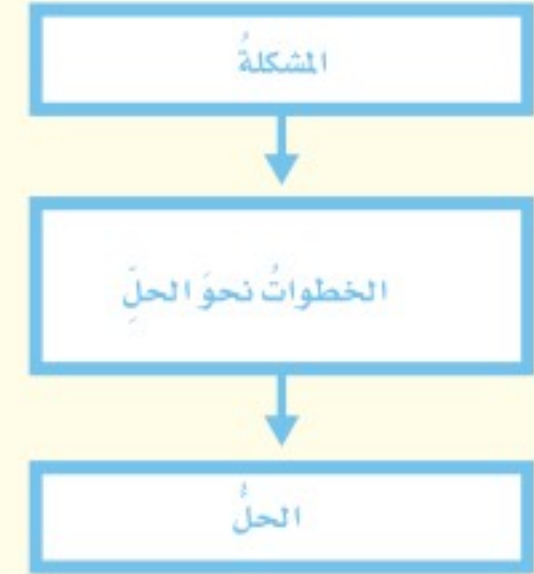 المشكلةُ
الخطواتُ نحوَ الحلِّ
الحلُّ